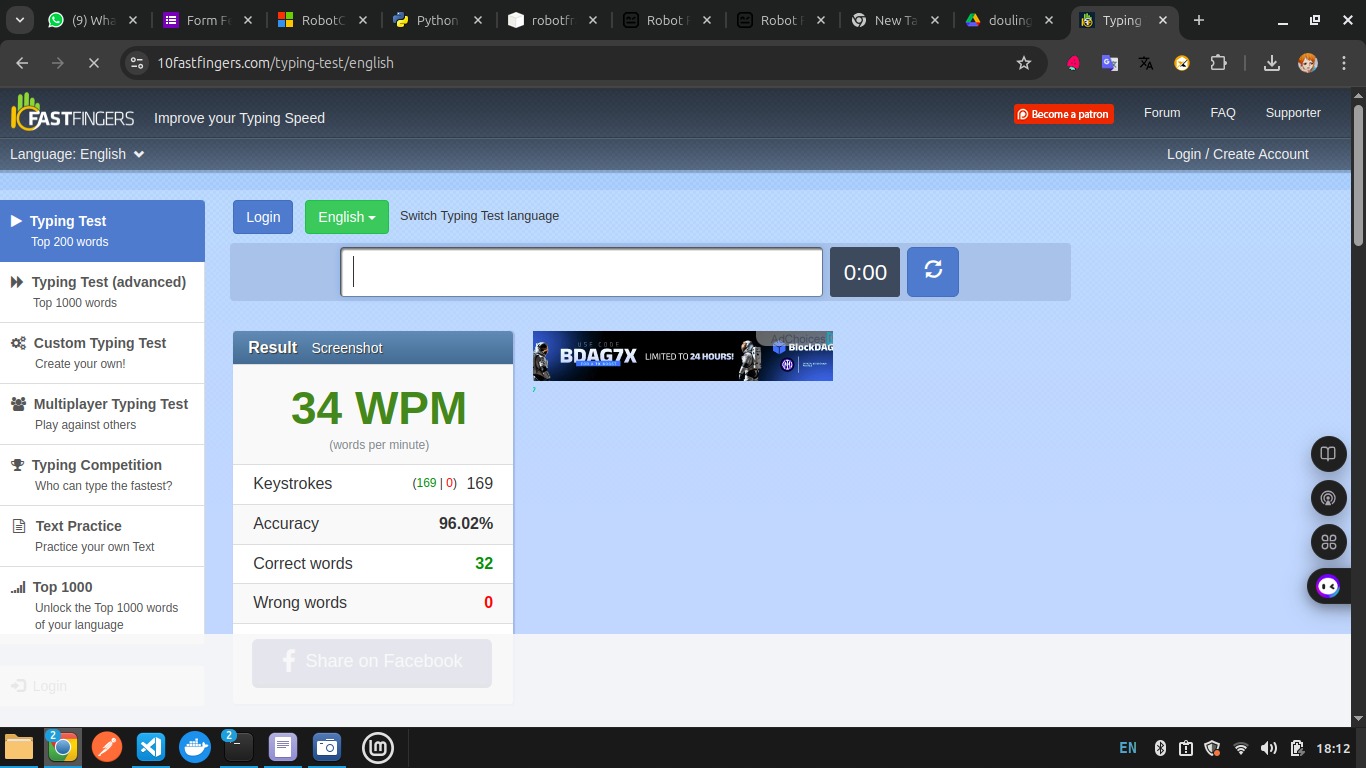 (9) Wha
Form Fe
RobotC
Python
robotfr
Robot F
Robot F
New Ta
douling
Typing
10fastfingers.com/typing-test/english
FASTFINGERS
Improve your Typing Speed
Become a patron
Forum
FAQ
Supporter
Language: English
Login / Create Account
Typing Test
Top 200 words
Typing Test (advanced)
Top 1000 words
Custom Typing Test
Create your own!
Multiplayer Typing Test
Play against others
Typing Competition
Who can type the fastest?
Text Practice
Practice your own Text
Top 1000
Unlock the Top 1000 words
of your language
Login
Login
English
Switch Typing Test language
0:00
Result Screenshot
34 WPM
(words per minute)
Keystrokes (169 | 0) 169
Accuracy 96.02%
Correct words 32
Wrong words 0
Share on Facebook
USE CODE
BDAG7X
LIMITED TO 24 HOURS!
AdChoices
BlockDAG
2
2
EN
18:12